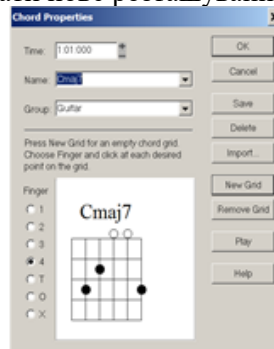 Chord Properties
Time: 1:01:000
OK
Cancel
Name: Cmaj7
Group: Guitar
Save
Delete
Press New Grid for an empty chord grid.
Choose Finger and click at each desired
point on the grid.
Import...
New Grid
Finger
Remove Grid
1
2
3
4
T
O
X
Cmaj7
Play
Help